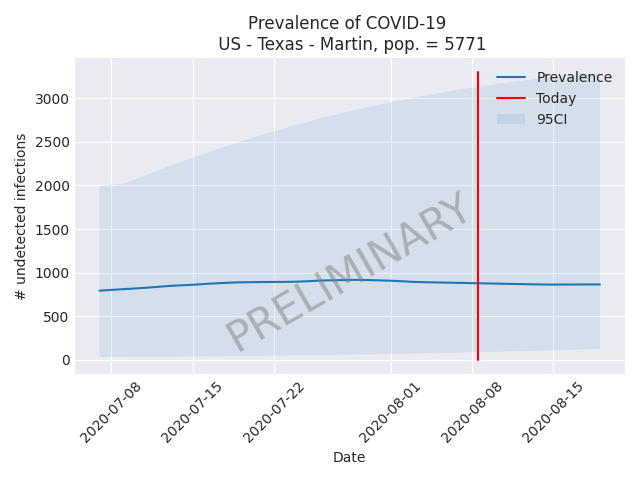 Prevalence of COVID-19
US - Texas - Martin, pop. = 5771
Prevalence
Today
95CI
# undetected infections
3000
2500
2000
1500
1000
500
0
PRELIMINARY
2020-07-08
2020-07-15
2020-07-22
2020-08-01
2020-08-08
2020-08-15
Date